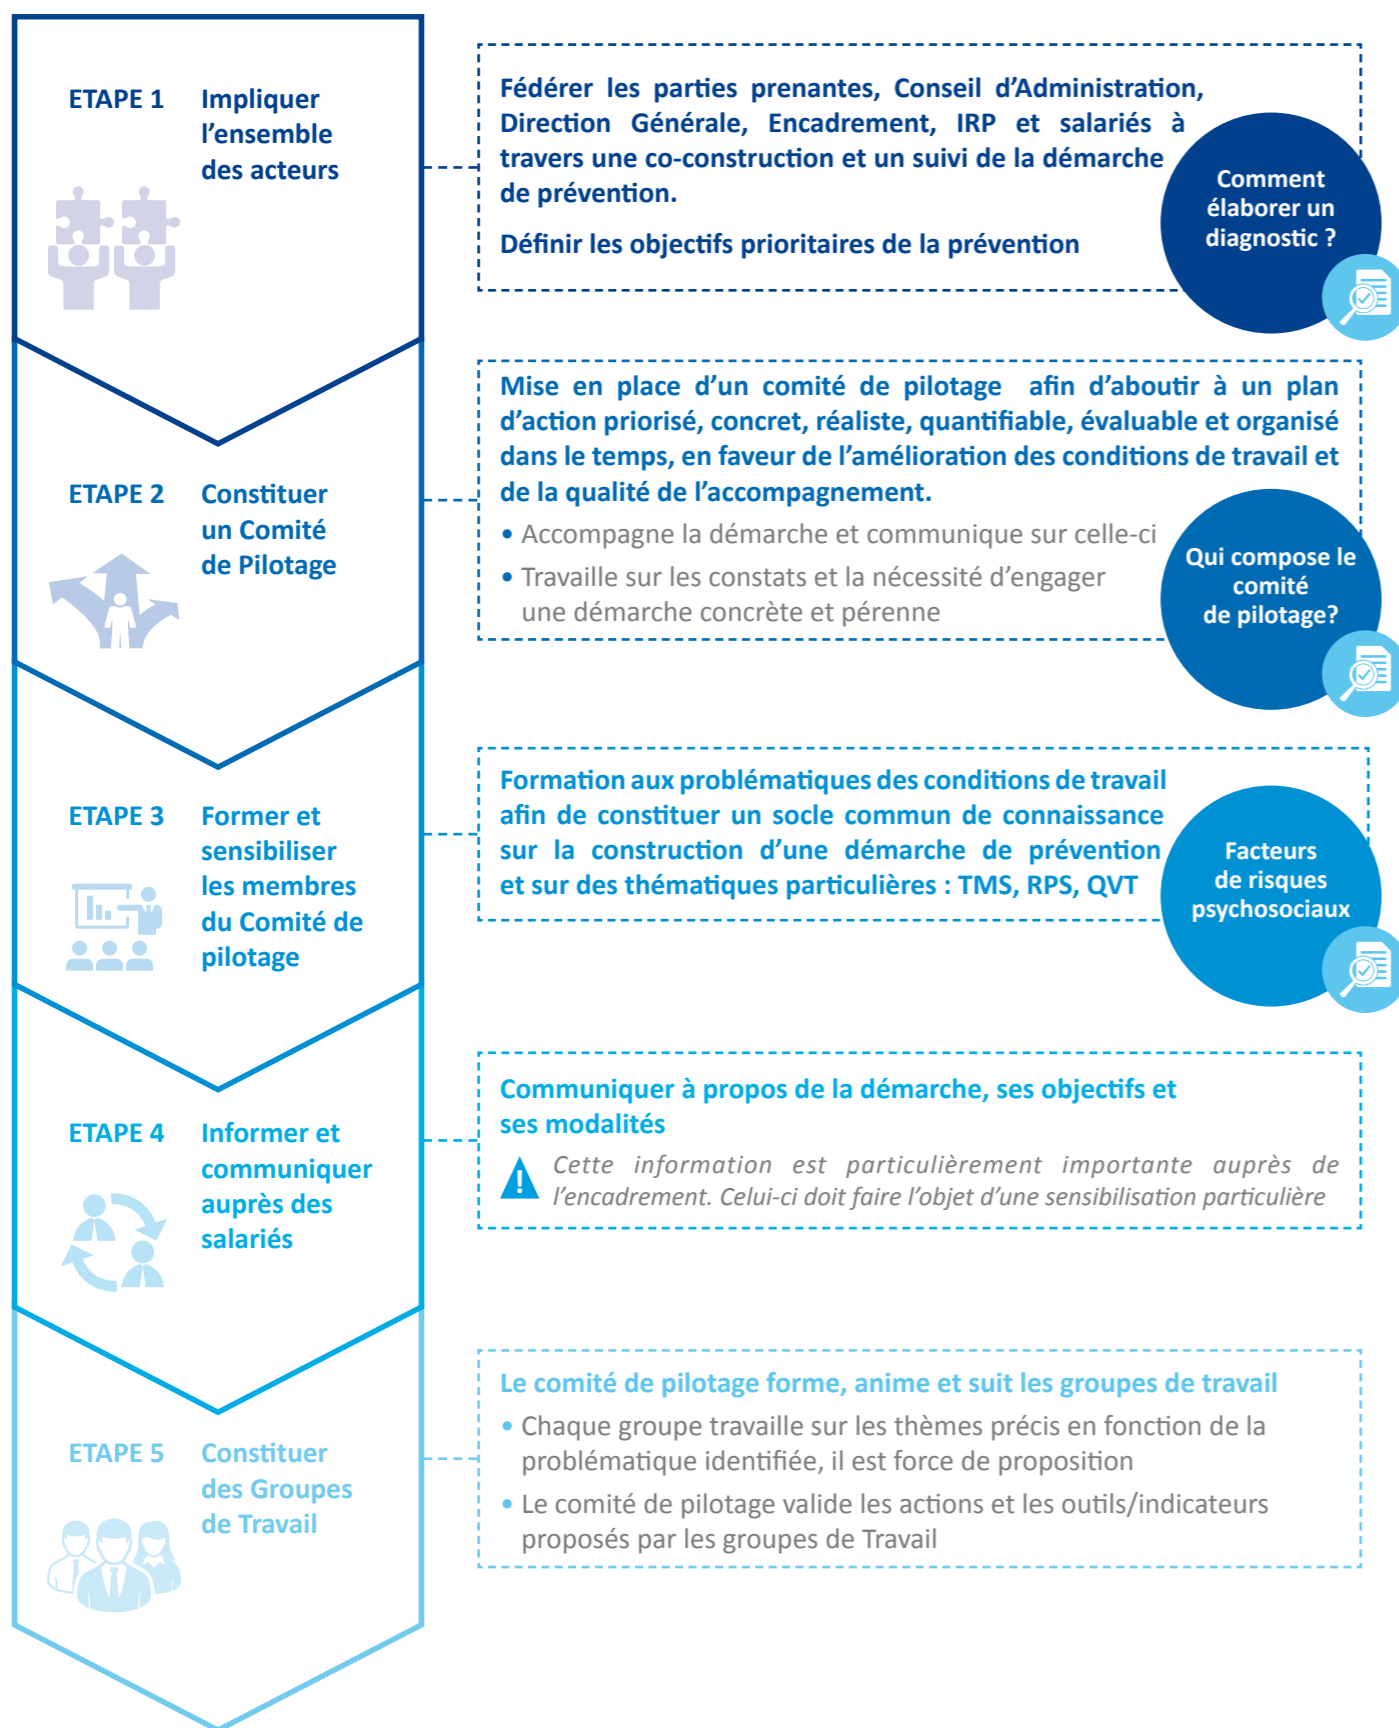 ETAPE 1
Impliquer
l’ensemble
des acteurs
Fédérer les parties prenantes, Conseil d’Administration,
Direction Générale, Encadrement, IRP et salariés à
travers une co-construction et un suivi de la démarche
de prévention.
Définir les objectifs prioritaires de la prévention
Comment
élaborer un
diagnostic ?
ETAPE 2
Constituer
un Comité
de Pilotage
Mise en place d’un comité de pilotage afin d’aboutir à un plan
d’action priorisé, concret, réaliste, quantifiable, évaluable et organisé
dans le temps, en faveur de l’amélioration des conditions de travail et
de la qualité de l’accompagnement.
• Accompagne la démarche et communique sur celle-ci
• Travaille sur les constats et la nécessité d’engager
une démarche concrète et pérenne
Qui compose le
comité
de pilotage?
ETAPE 3
Former et
sensibiliser
les membres
du Comité de
pilotage
Formation aux problématiques des conditions de travail
afin de constituer un socle commun de connaissance
sur la construction d’une démarche de prévention
et sur des thématiques particulières : TMS, RPS, QVT
Facteurs
de risques
psychosociaux
ETAPE 4
Informer et
communiquer
auprès des
salariés
Communiquer à propos de la démarche, ses objectifs et
ses modalités
Cette information est particulièrement importante auprès de
l’encadrement. Celui-ci doit faire l’objet d’une sensibilisation particulière
ETAPE 5
Constituer
des Groupes
de Travail
Le comité de pilotage forme, anime et suit les groupes de travail
• Chaque groupe travaille sur les thèmes précis en fonction de la
problématique identifiée, il est force de proposition
• Le comité de pilotage valide les actions et les outils/indicateurs
proposés par les groupes de Travail